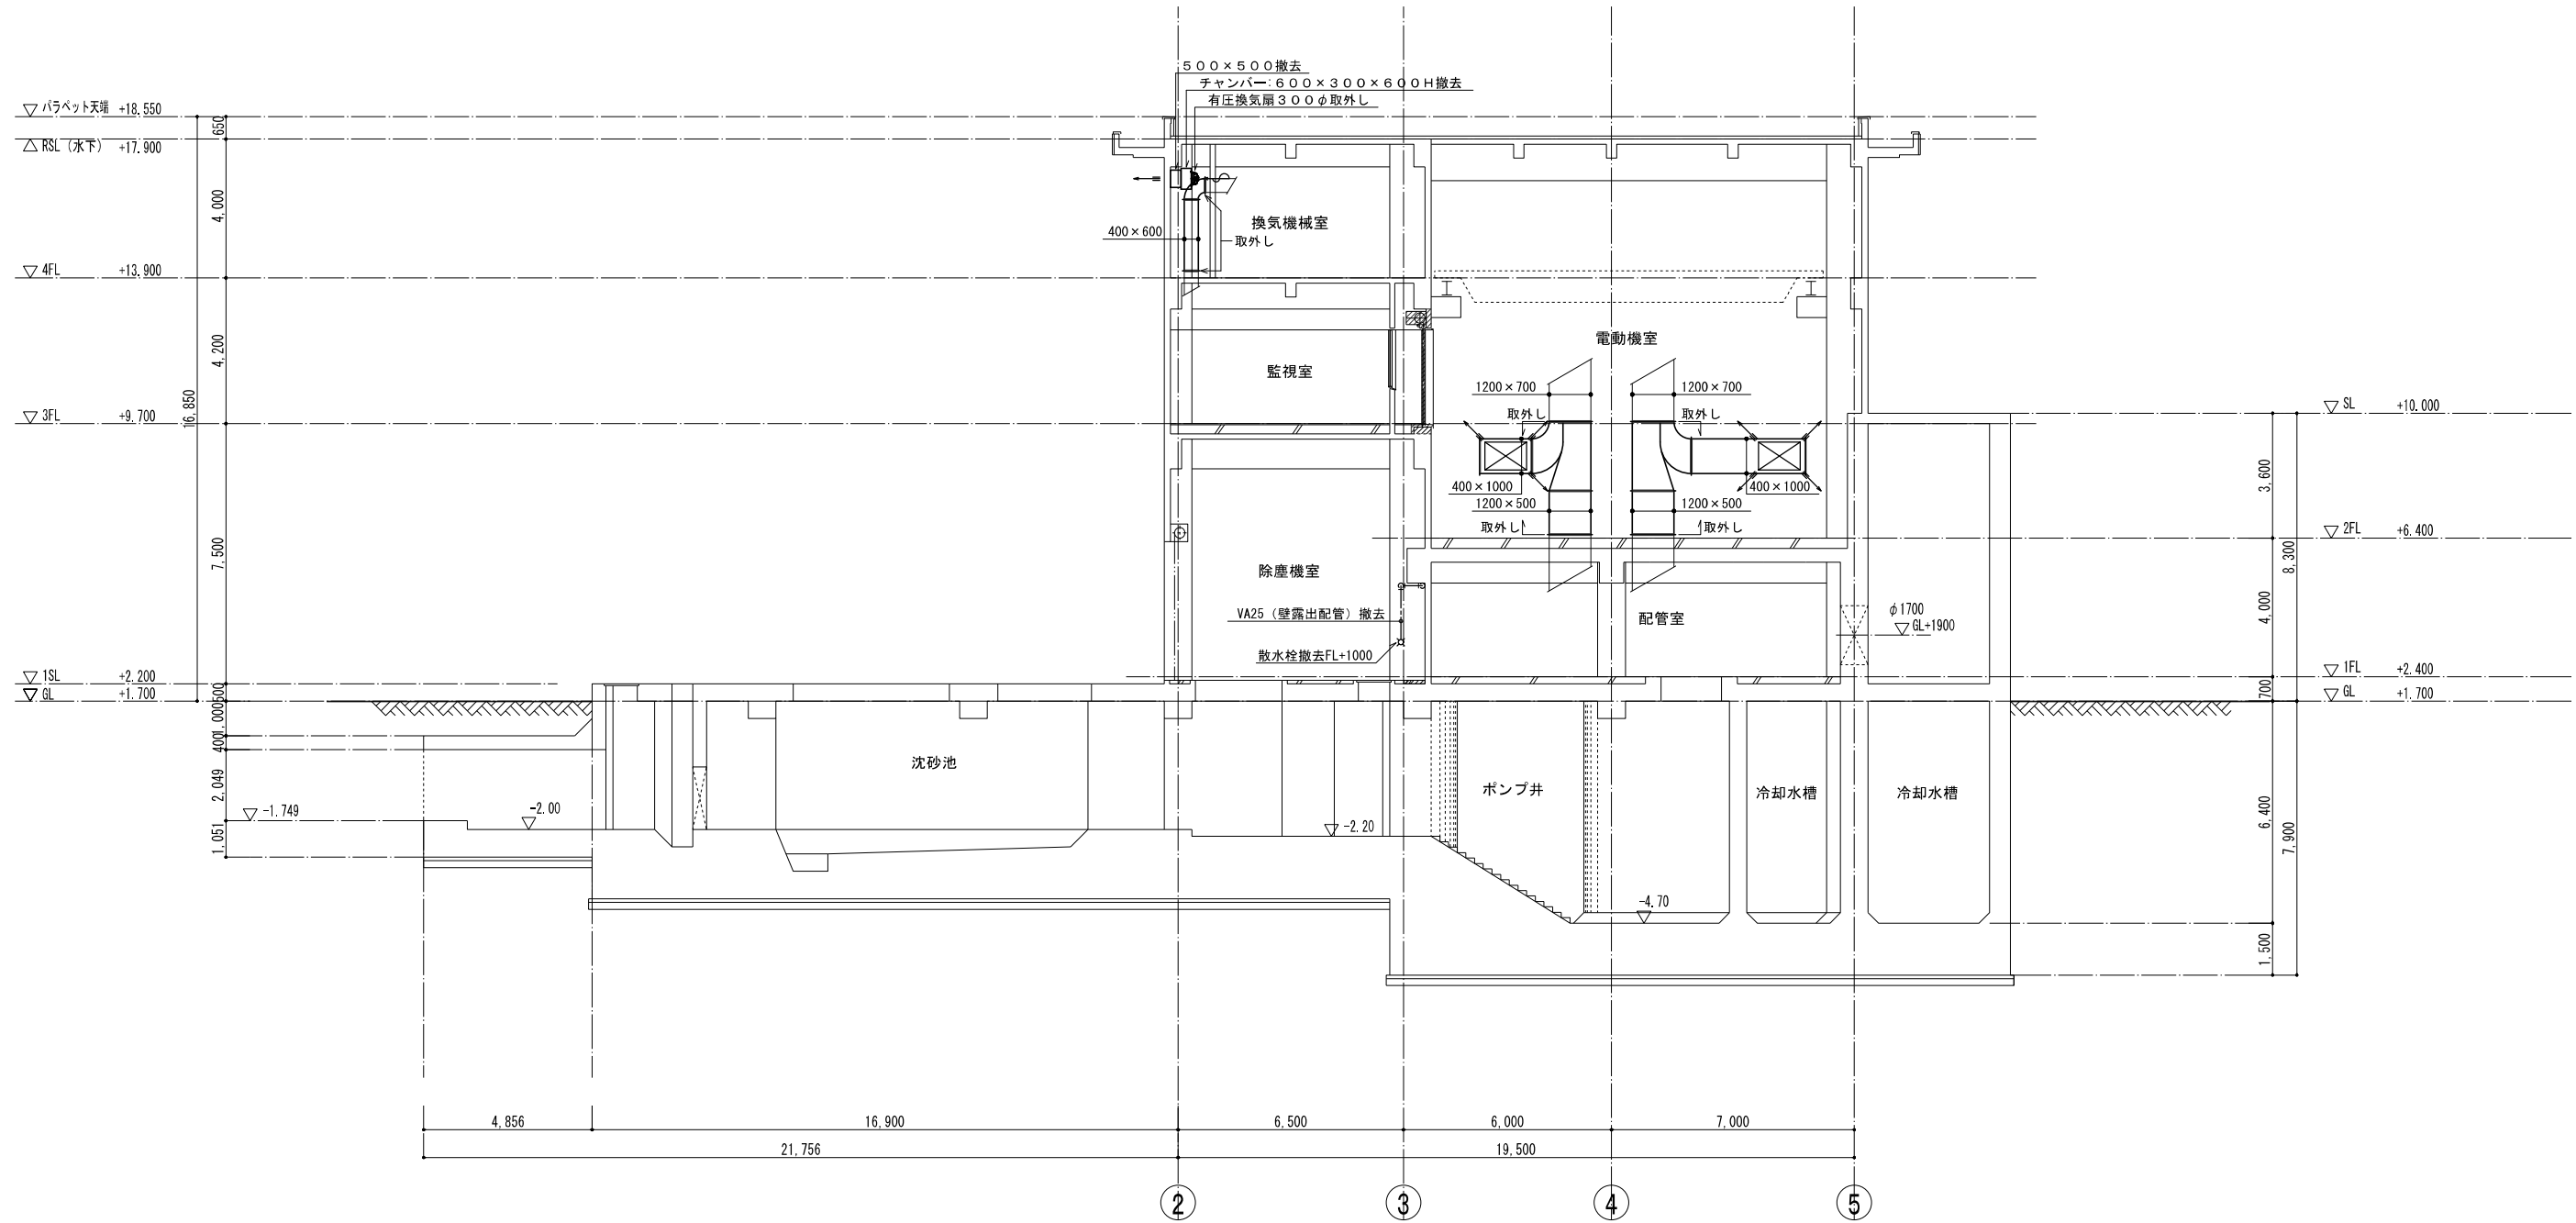 500×500撤去
チャンバー:600×300×600H撤去
有圧換気扇300φ取外し
パラペット天端 +18.550
RSL（水下） +17.900
650
4,000
換気機械室
400×600
取外し
4FL +13.900
4,200
16,850
電動機室
監視室
1200×700
1200×700
取外し
取外し
3FL +9.700
SL +10.000
400×1000
400×1000
1200×500
1200×500
取外し
取外し
3,600
2FL +6.400
7,500
8,300
除塵機室
VA25（壁露出配管）撤去
配管室
φ1700
GL+1900
4,000
散水栓撤去FL+1000
1SL +2.200
GL +1.700
1FL +2.400
GL +1.700
500
700
1,000
400
2,049
1,051
沈砂池
ポンプ井
冷却水槽
冷却水槽
-1.749
-2.00
-2.20
-4.70
6,400
7,900
1,500
4,856
16,900
6,500
6,000
7,000
21,756
19,500
2
3
4
5